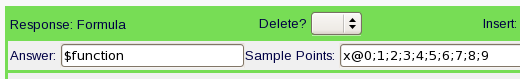 Response: Formula Delete? Insert:
Answer: $function Sample Points: x@0;1;2;3;4;5;6;7;8;9